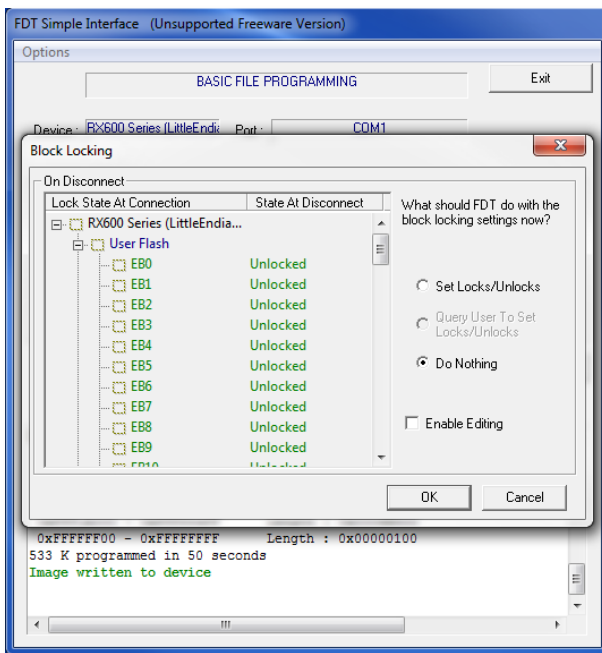 FDT Simple Interface (Unsupported Freeware Version)
Options
BASIC FILE PROGRAMMING
Exit
Device : RX600 Series (LittleEndia Port : COM1
Block Locking
On Disconnect
Lock State At Connection State At Disconnect
What should FDT do with the
block locking settings now?
RX600 Series (LittleEndia...
User Flash
EB0 Unlocked
EB1 Unlocked
EB2 Unlocked
EB3 Unlocked
EB4 Unlocked
EB5 Unlocked
EB6 Unlocked
EB7 Unlocked
EB8 Unlocked
EB9 Unlocked
EB10 Unlocked
Set Locks/Unlocks
Query User To Set
Locks/Unlocks
Do Nothing
Enable Editing
OK Cancel
0xFFFFFF00 - 0xFFFFFFFF Length : 0x00000100
533 K programmed in 50 seconds
Image written to device